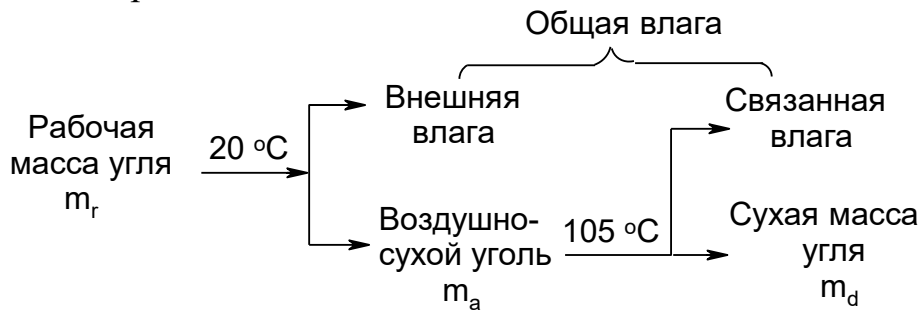 Общая влага
Внешняя
влага
Связанная
влага
Рабочая
масса угля
m_r
20 °C
Воздушно-
сухой уголь
m_a
105 °C
Сухая масса
угля
m_d